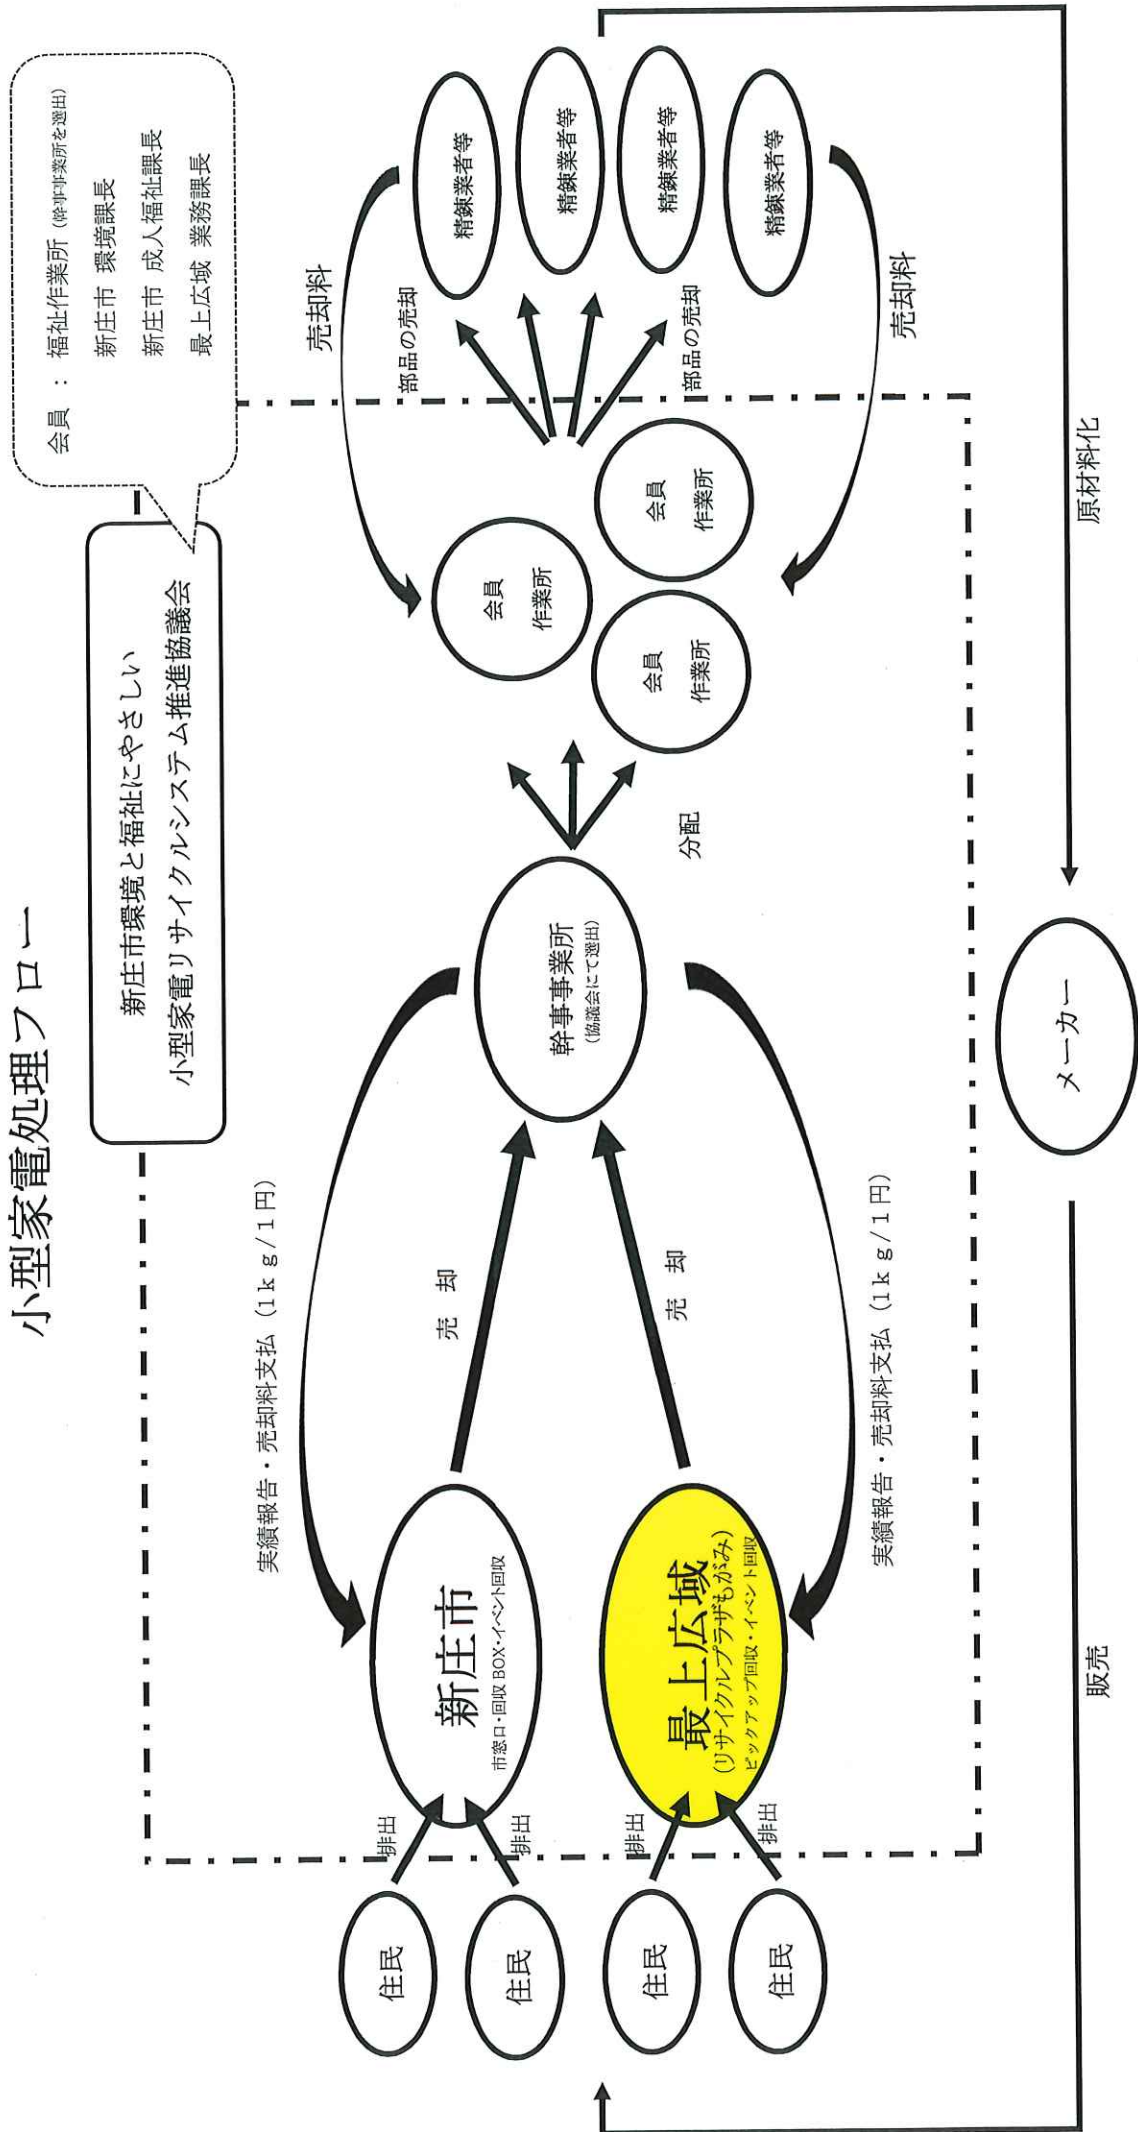 小型家電処理フロー
新庄市環境と福祉にやさしい
小型家電リサイクルシステム推進協議会
会員 : 福祉作業所 (幹事事業所を選出)
新庄市 環境課長
新庄市 成人福祉課長
最上広域 業務課長
住民
住民
住民
住民
排出
排出
排出
排出
新庄市
市窓口・回収BOX・イベント回収
最上広域
(リサイクルプラザもがみ)
ピックアップ回収・イベント回収
実績報告・売却料支払 (1kg/1円)
売 却
売 却
実績報告・売却料支払 (1kg/1円)
幹事事業所
(協議会にて選出)
分配
会員
作業所
会員
作業所
会員
作業所
売却料
部品の売却
部品の売却
売却料
精錬業者等
精錬業者等
精錬業者等
精錬業者等
原材料化
メーカー
販売